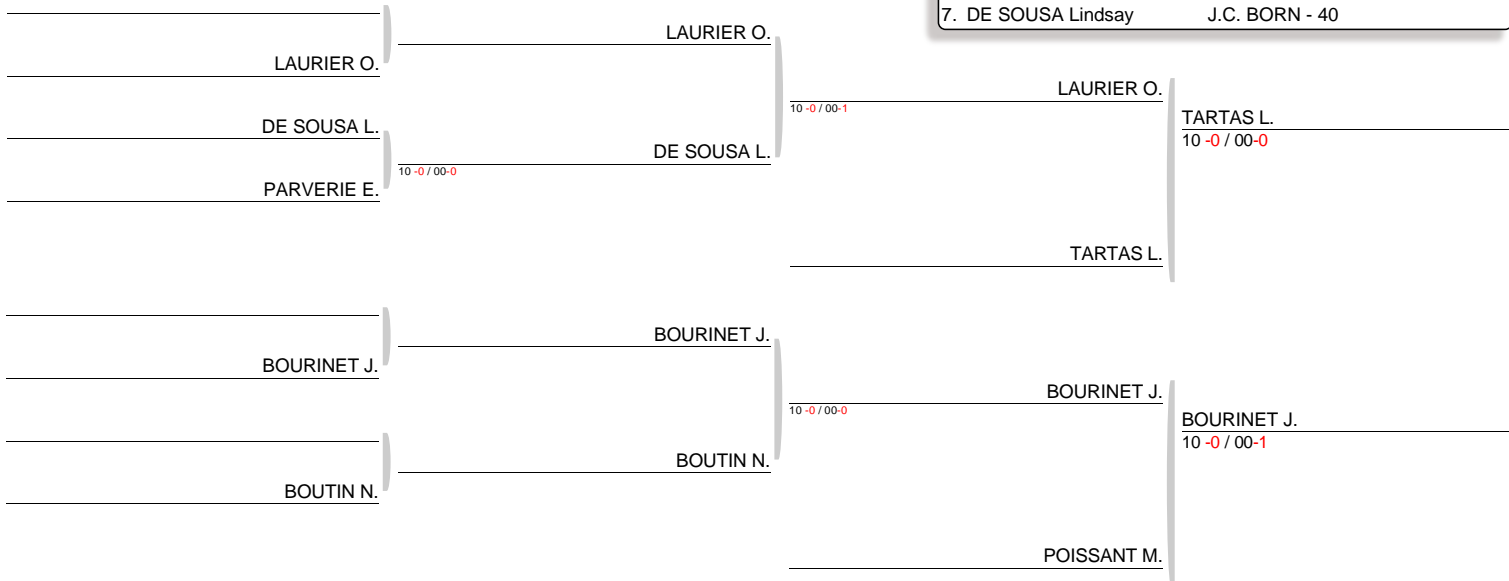 7. DE SOUSA Lindsay J.C. BORN - 40
LAURIER O.
LAURIER O.
LAURIER O.
10 -0 / 00-1
TARTAS L.
10 -0 / 00-0
DE SOUSA L.
DE SOUSA L.
10 -0 / 00-0
PARVERIE E.
TARTAS L.
BOURINET J.
BOURINET J.
BOURINET J.
10 -0 / 00-0
BOURINET J.
10 -0 / 00-1
BOUTIN N.
BOUTIN N.
POISSANT M.